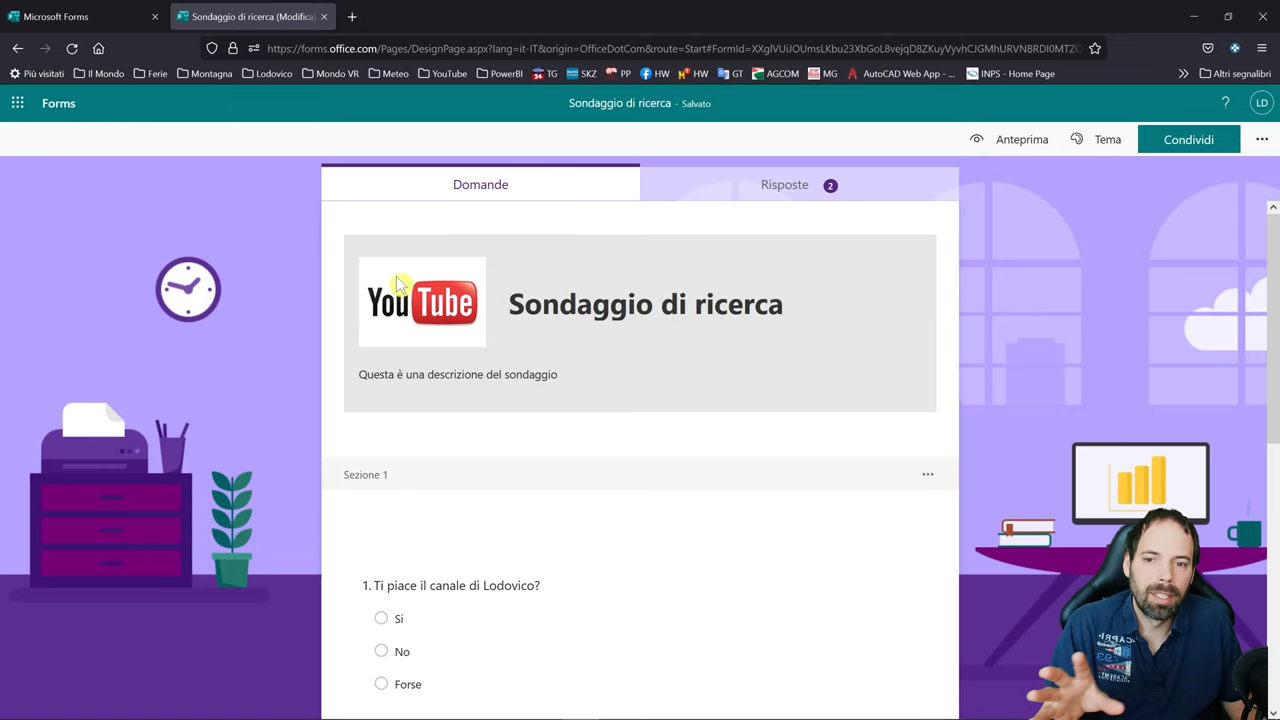 Microsoft Forms
Sondaggio di ricerca (Modifica)
https://forms.office.com/Pages/DesignPage.aspx?lang=it-IT&origin=OfficeDotCom&route=Start#FormId=
Più visitati
Il Mondo
Ferie
Montagna
Lodovico
Mondo VR
Meteo
YouTube
PowerBI
24 TG
SKZ
PP
HW
HW
GT
AGCOM
MG
AutoCAD Web App - ...
INPS - Home Page
Altri segnalibri
Forms
Sondaggio di ricerca - Salvato
?
LD
Anteprima
Tema
Condividi
Domande
Risposte 2
YouTube
Sondaggio di ricerca
Questa è una descrizione del sondaggio
Sezione 1
1. Ti piace il canale di Lodovico?
Si
No
Forse